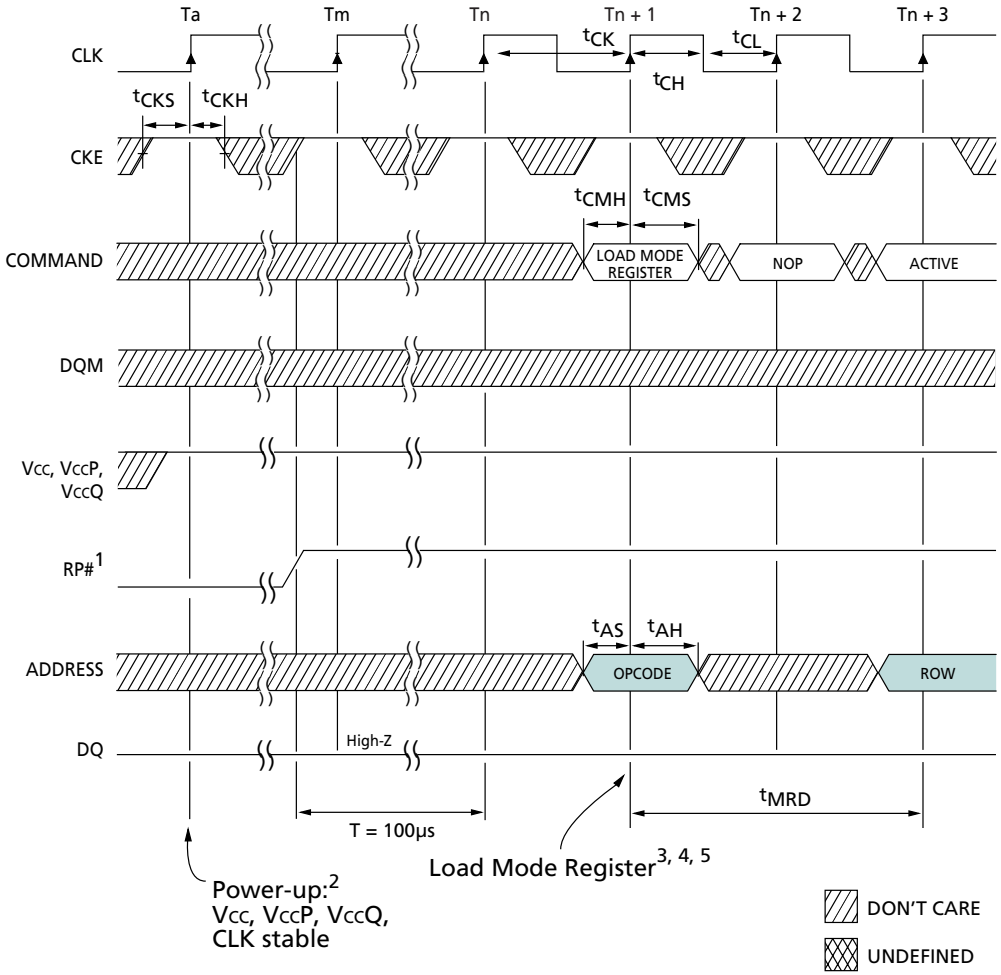 Ta Tm Tn Tn + 1 Tn + 2 Tn + 3
CLK
tCK tCL
tCH
tCKS tCKH
CKE
tCMH tCMS
COMMAND
LOAD MODE
REGISTER
NOP
ACTIVE
DQM
Vcc, VccP,
VccQ
RP#1
tAS tAH
ADDRESS
OPCODE
ROW
DQ
High-Z
T = 100µs
tMRD
Load Mode Register3, 4, 5
Power-up:2
Vcc, VccP, VccQ,
CLK stable
DON'T CARE
UNDEFINED